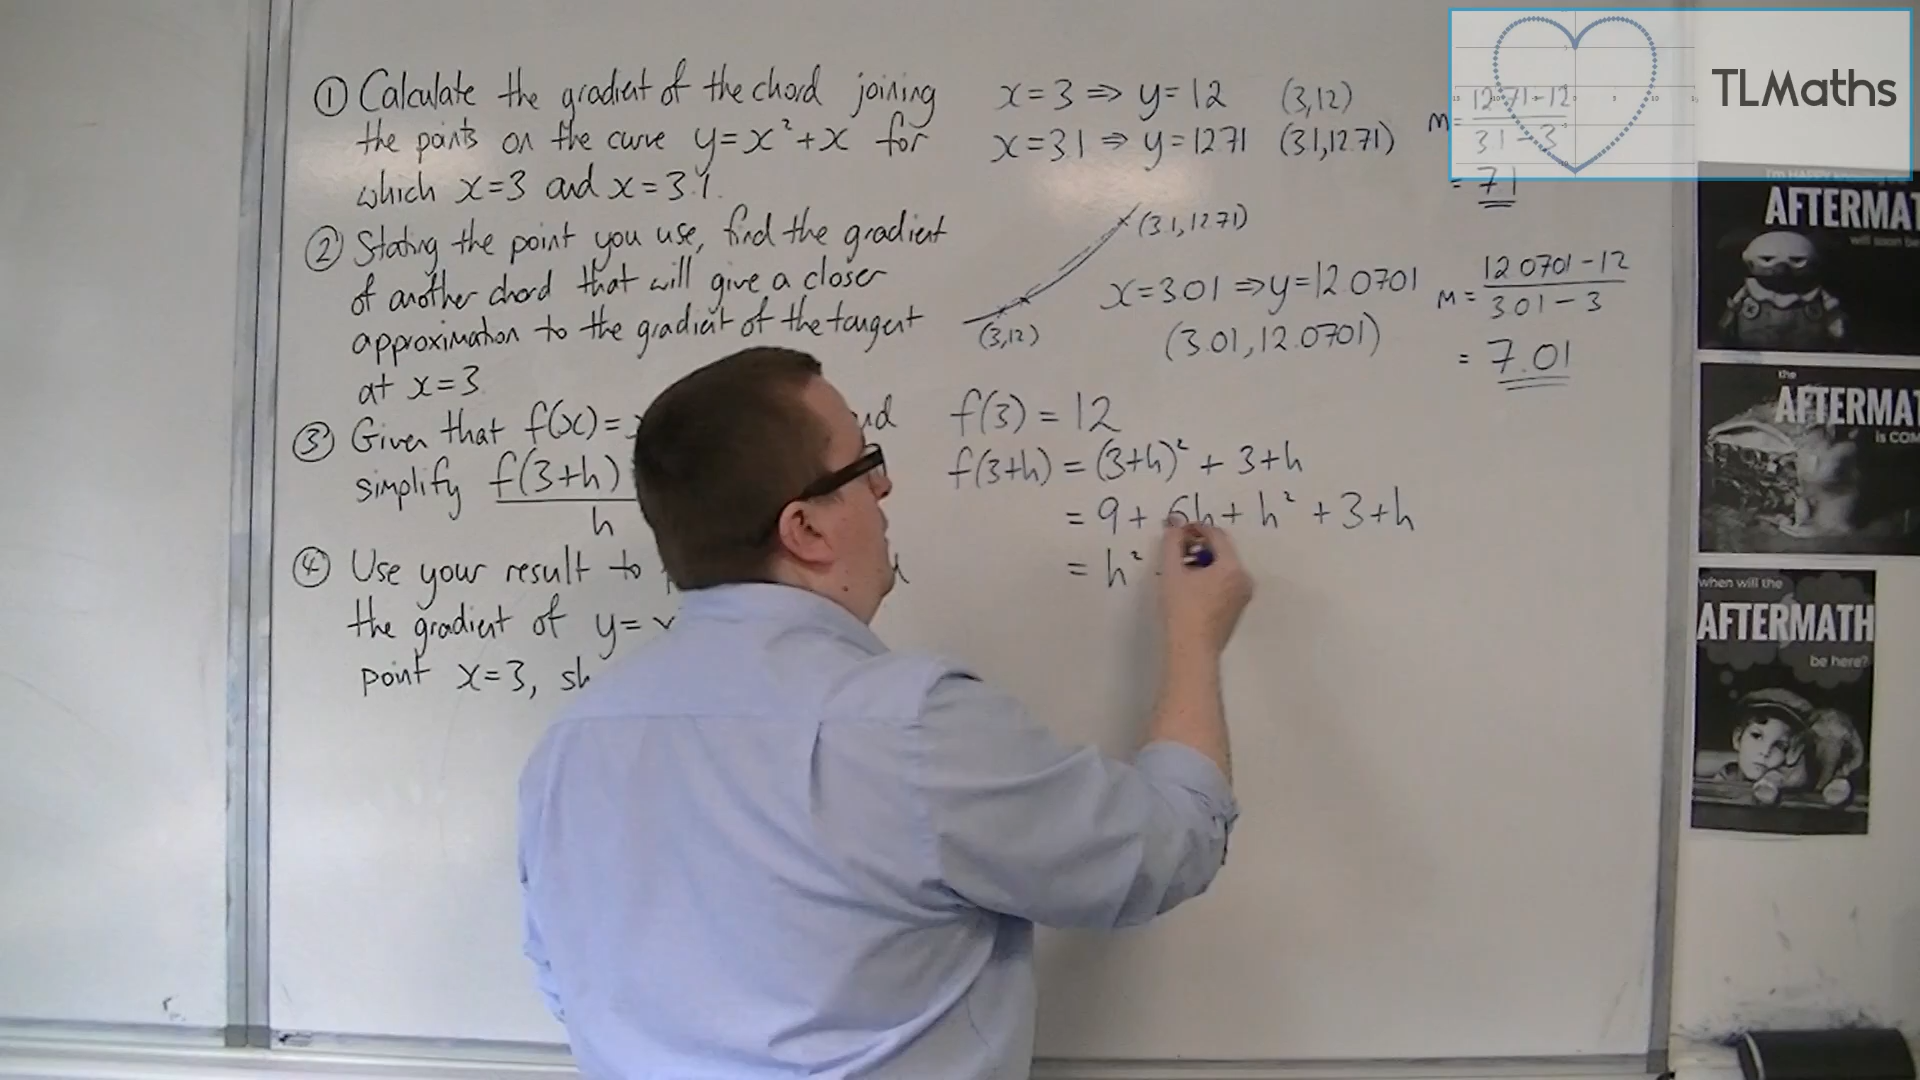 ① Calculate the gradient of the chord joining
the points on the curve y=x²+x for
which x=3 and x=3.1.
② Stating the point you use, find the gradient
of another chord that will give a closer
approximation to the gradient of the tangent
at x=3
③ Given that f(x)=
simplify f(3+h)
h
④ Use your result to
the gradient of y=
point x=3, sh
x=3 ⇒ y=12 (3,12)
x=3.1 ⇒ y=12.71 (3.1,12.71)
m = 12.71-12
3.1-3
= 7.1
(3.1,12.71)
(3,12)
x=3.01 ⇒ y=12.0701
(3.01,12.0701)
m = 12.0701-12
3.01-3
= 7.01
f(3) = 12
f(3+h) = (3+h)² + 3+h
= 9 + 6h + h² + 3+h
= h²
TLMaths
AFTERMAT
will soon be
the
AFTERMAT
is COM
when will the
AFTERMATH
be here?